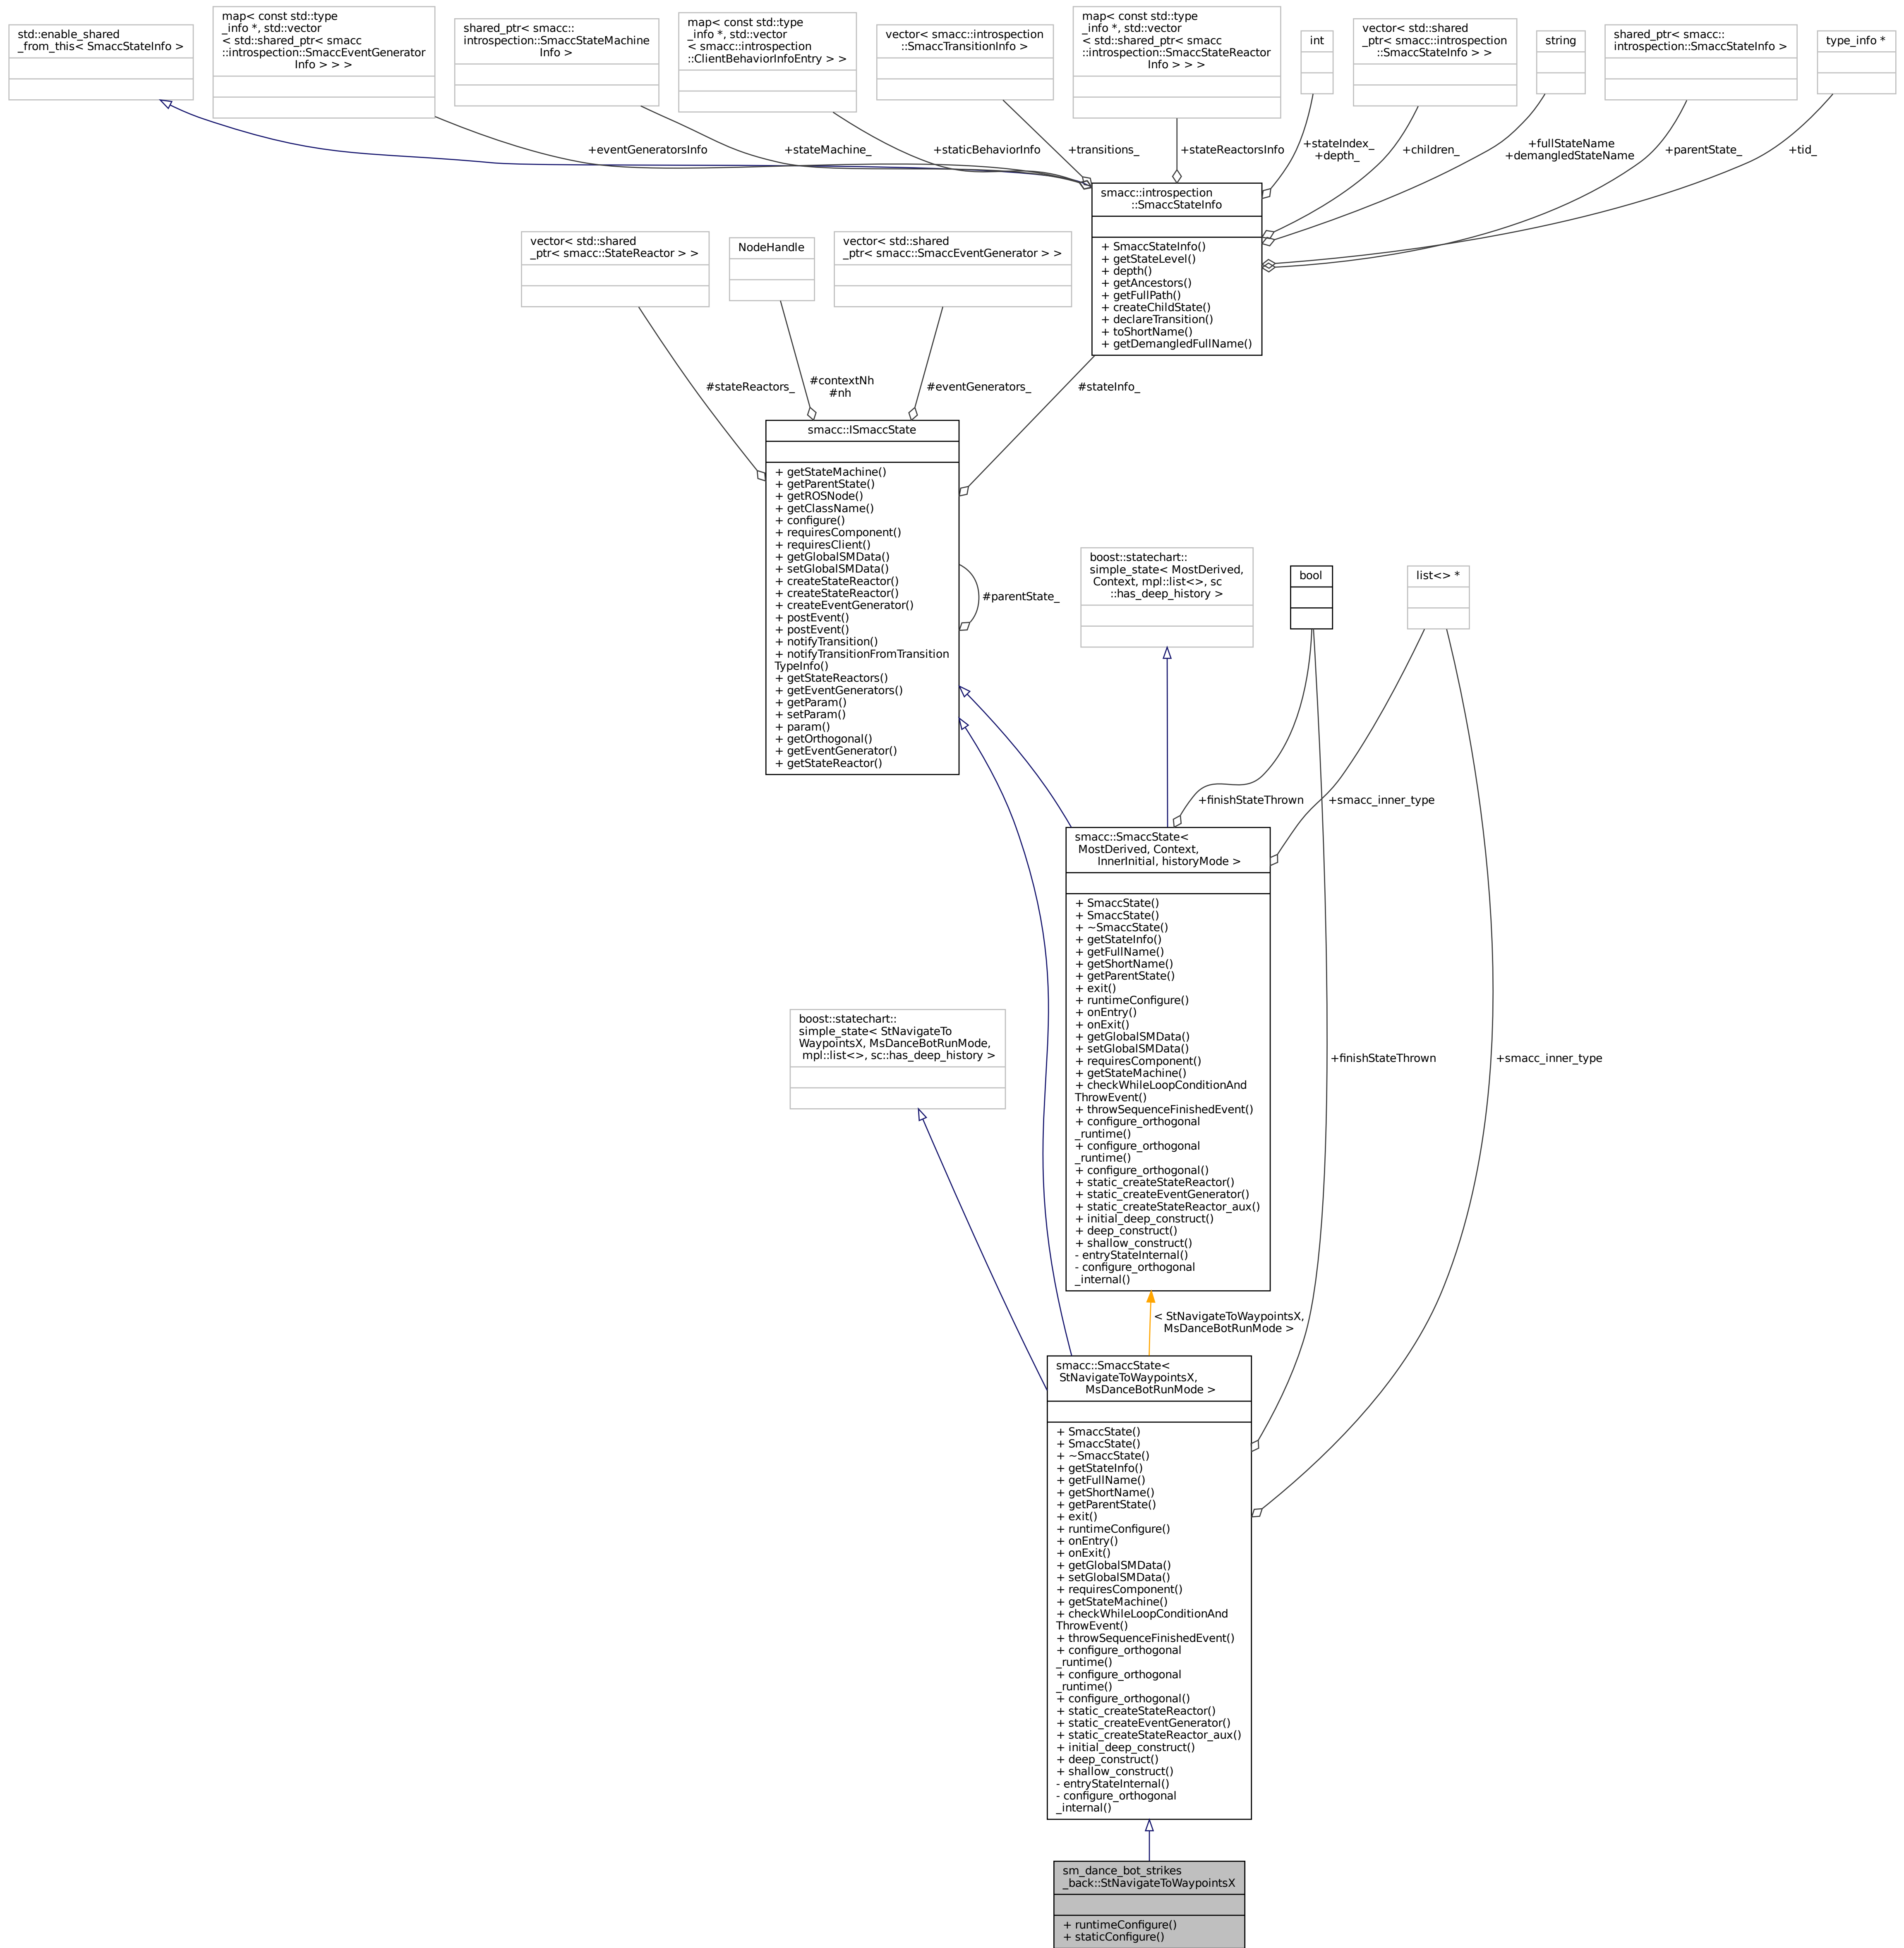 std::enable_shared
_from_this< SmaccStateInfo >
map< const std::type
_info *, std::vector
< std::shared_ptr< smacc
::introspection::SmaccEventGenerator
Info > > >
shared_ptr< smacc::
introspection::SmaccStateMachine
Info >
map< const std::type
_info *, std::vector
< smacc::introspection
::ClientBehaviorInfoEntry > >
vector< smacc::introspection
::SmaccTransitionInfo >
map< const std::type
_info *, std::vector
< std::shared_ptr< smacc
::introspection::SmaccStateReactor
Info > > >
int
vector< std::shared
_ptr< smacc::introspection
::SmaccStateInfo > >
string
shared_ptr< smacc::
introspection::SmaccStateInfo >
type_info *
+eventGeneratorsInfo
+stateMachine_
+staticBehaviorInfo
+transitions_
+stateReactorsInfo
+stateIndex_
+depth_
+children_
+fullStateName
+demangledStateName
+parentState_
+tid_
smacc::introspection
::SmaccStateInfo
+ SmaccStateInfo()
+ getStateLevel()
+ depth()
+ getAncestors()
+ getFullPath()
+ createChildState()
+ declareTransition()
+ toShortName()
+ getDemangledFullName()
vector< std::shared
_ptr< smacc::StateReactor > >
NodeHandle
vector< std::shared
_ptr< smacc::SmaccEventGenerator > >
#stateReactors_
#contextNh
#nh
#eventGenerators_
#stateInfo_
smacc::ISmaccState
+ getStateMachine()
+ getParentState()
+ getROSNode()
+ getClassName()
+ configure()
+ requiresComponent()
+ requiresClient()
+ getGlobalSMData()
+ setGlobalSMData()
+ createStateReactor()
+ createStateReactor()
+ createEventGenerator()
+ postEvent()
+ postEvent()
+ notifyTransition()
+ notifyTransitionFromTransition
TypeInfo()
+ getStateReactors()
+ getEventGenerators()
+ getParam()
+ setParam()
+ param()
+ getOrthogonal()
+ getEventGenerator()
+ getStateReactor()
#parentState_
boost::statechart::
simple_state< MostDerived,
Context, mpl::list<>, sc
::has_deep_history >
bool
list<> *
+finishStateThrown
+smacc_inner_type
smacc::SmaccState<
MostDerived, Context,
InnerInitial, historyMode >
+ SmaccState()
+ SmaccState()
+ ~SmaccState()
+ getStateInfo()
+ getFullName()
+ getShortName()
+ getParentState()
+ exit()
+ runtimeConfigure()
+ onEntry()
+ onExit()
+ getGlobalSMData()
+ setGlobalSMData()
+ requiresComponent()
+ getStateMachine()
+ checkWhileLoopConditionAnd
ThrowEvent()
+ throwSequenceFinishedEvent()
+ configure_orthogonal
_runtime()
+ configure_orthogonal
_runtime()
+ configure_orthogonal()
+ static_createStateReactor()
+ static_createEventGenerator()
+ static_createStateReactor_aux()
+ initial_deep_construct()
+ deep_construct()
+ shallow_construct()
- entryStateInternal()
- configure_orthogonal
_internal()
boost::statechart::
simple_state< StNavigateTo
WaypointsX, MsDanceBotRunMode,
mpl::list<>, sc::has_deep_history >
+finishStateThrown
+smacc_inner_type
< StNavigateToWaypointsX,
MsDanceBotRunMode >
smacc::SmaccState<
StNavigateToWaypointsX,
MsDanceBotRunMode >
+ SmaccState()
+ SmaccState()
+ ~SmaccState()
+ getStateInfo()
+ getFullName()
+ getShortName()
+ getParentState()
+ exit()
+ runtimeConfigure()
+ onEntry()
+ onExit()
+ getGlobalSMData()
+ setGlobalSMData()
+ requiresComponent()
+ getStateMachine()
+ checkWhileLoopConditionAnd
ThrowEvent()
+ throwSequenceFinishedEvent()
+ configure_orthogonal
_runtime()
+ configure_orthogonal
_runtime()
+ configure_orthogonal()
+ static_createStateReactor()
+ static_createEventGenerator()
+ static_createStateReactor_aux()
+ initial_deep_construct()
+ deep_construct()
+ shallow_construct()
- entryStateInternal()
- configure_orthogonal
_internal()
sm_dance_bot_strikes
_back::StNavigateToWaypointsX
+ runtimeConfigure()
+ staticConfigure()